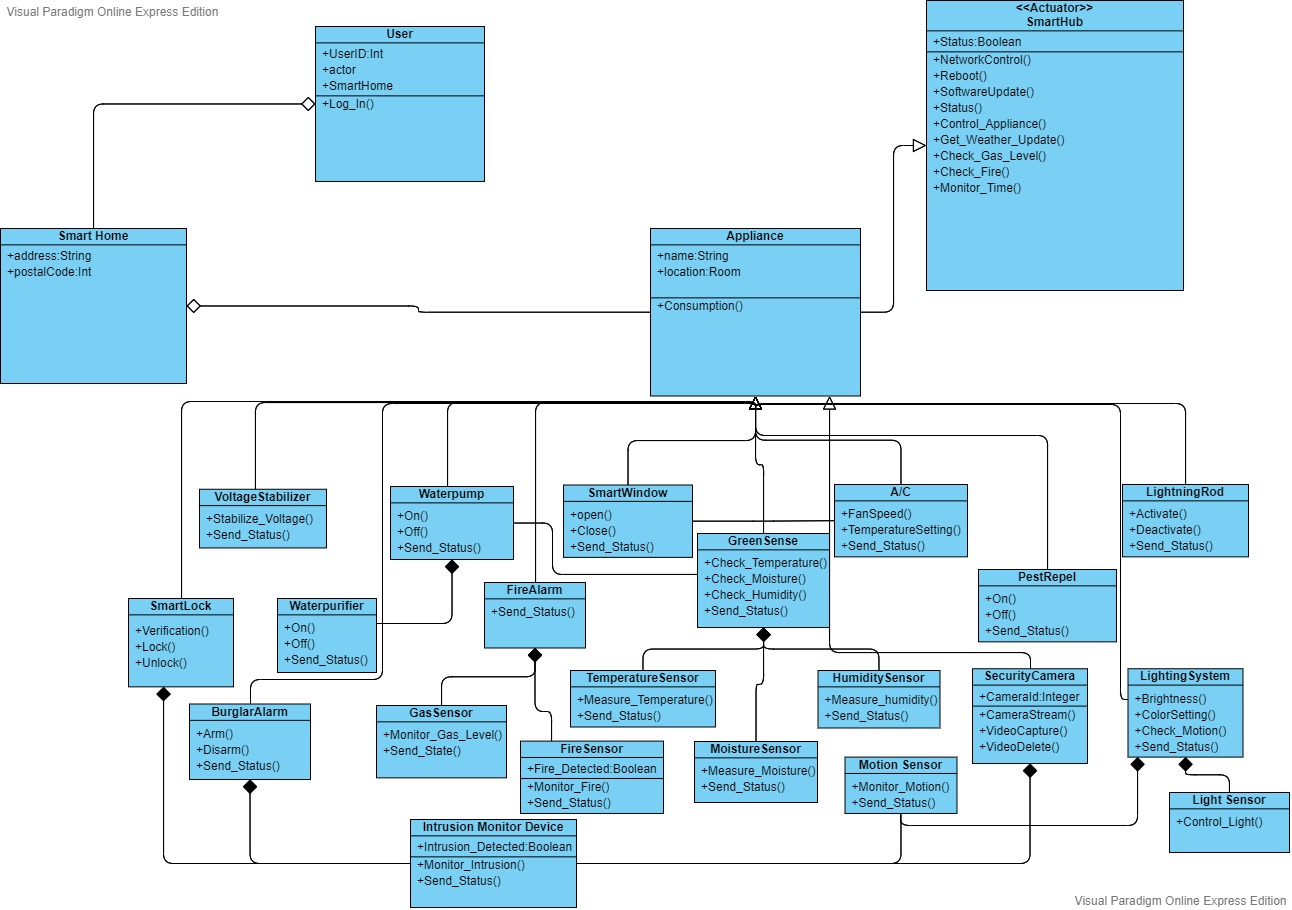 Visual Paradigm Online Express Edition
<<Actuator>>
SmartHub
+Status:Boolean
+NetworkControl()
+Reboot()
+SoftwareUpdate()
+Status()
+Control_Appliance()
+Get_Weather_Update()
+Check_Gas_Level()
+Check_Fire()
+Monitor_Time()
User
+UserID:Int
+actor
+SmartHome
+Log_In()
Smart Home
+address:String
+postalCode:Int
Appliance
+name:String
+location:Room
+Consumption()
VoltageStabilizer
+Stabilize_Voltage()
+Send_Status()
Waterpump
+On()
+Off()
+Send_Status()
SmartWindow
+open()
+Close()
+Send_Status()
A/C
+FanSpeed()
+TemperatureSetting()
+Send_Status()
LightningRod
+Activate()
+Deactivate()
+Send_Status()
GreenSense
+Check_Temperature()
+Check_Moisture()
+Check_Humidity()
+Send_Status()
PestRepel
+On()
+Off()
+Send_Status()
FireAlarm
+Send_Status()
SmartLock
+Verification()
+Lock()
+Unlock()
Waterpurifier
+On()
+Off()
+Send_Status()
TemperatureSensor
+Measure_Temperature()
+Send_Status()
HumiditySensor
+Measure_humidity()
+Send_Status()
SecurityCamera
+CameraId:Integer
+CameraStream()
+VideoCapture()
+VideoDelete()
LightingSystem
+Brightness()
+ColorSetting()
+Check_Motion()
+Send_Status()
BurglarAlarm
+Arm()
+Disarm()
+Send_Status()
GasSensor
+Monitor_Gas_Level()
+Send_State()
FireSensor
+Fire_Detected:Boolean
+Monitor_Fire()
+Send_Status()
MoistureSensor
+Measure_Moisture()
+Send_Status()
Motion Sensor
+Monitor_Motion()
+Send_Status()
Light Sensor
+Control_Light()
Intrusion Monitor Device
+Intrusion_Detected:Boolean
+Monitor_Intrusion()
+Send_Status()
Visual Paradigm Online Express Edition